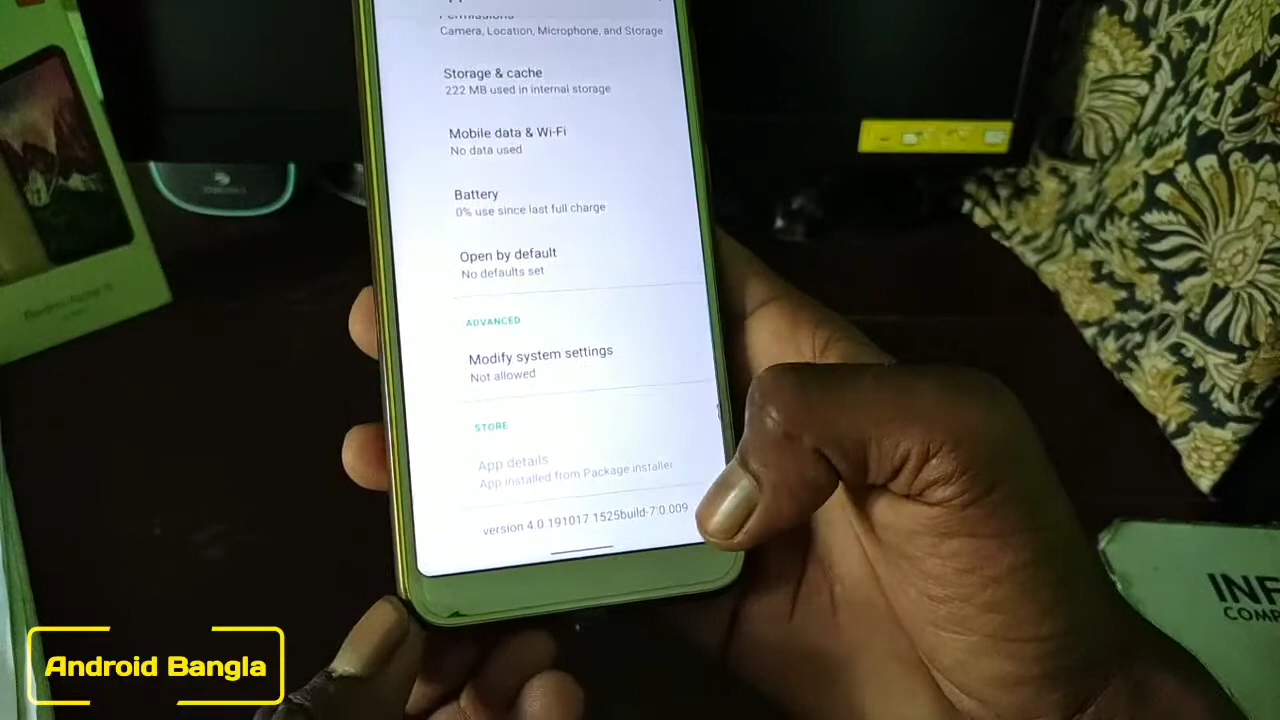 Permissions
Camera, Location, Microphone, and Storage
Storage & cache
222 MB used in internal storage
Mobile data & Wi-Fi
No data used
Battery
0% use since last full charge
Open by default
No defaults set
ADVANCED
Modify system settings
Not allowed
STORE
App details
App installed from Package installer
version 4.0.191017.1525build-7.0.009
INF
COMP
Android Bangla